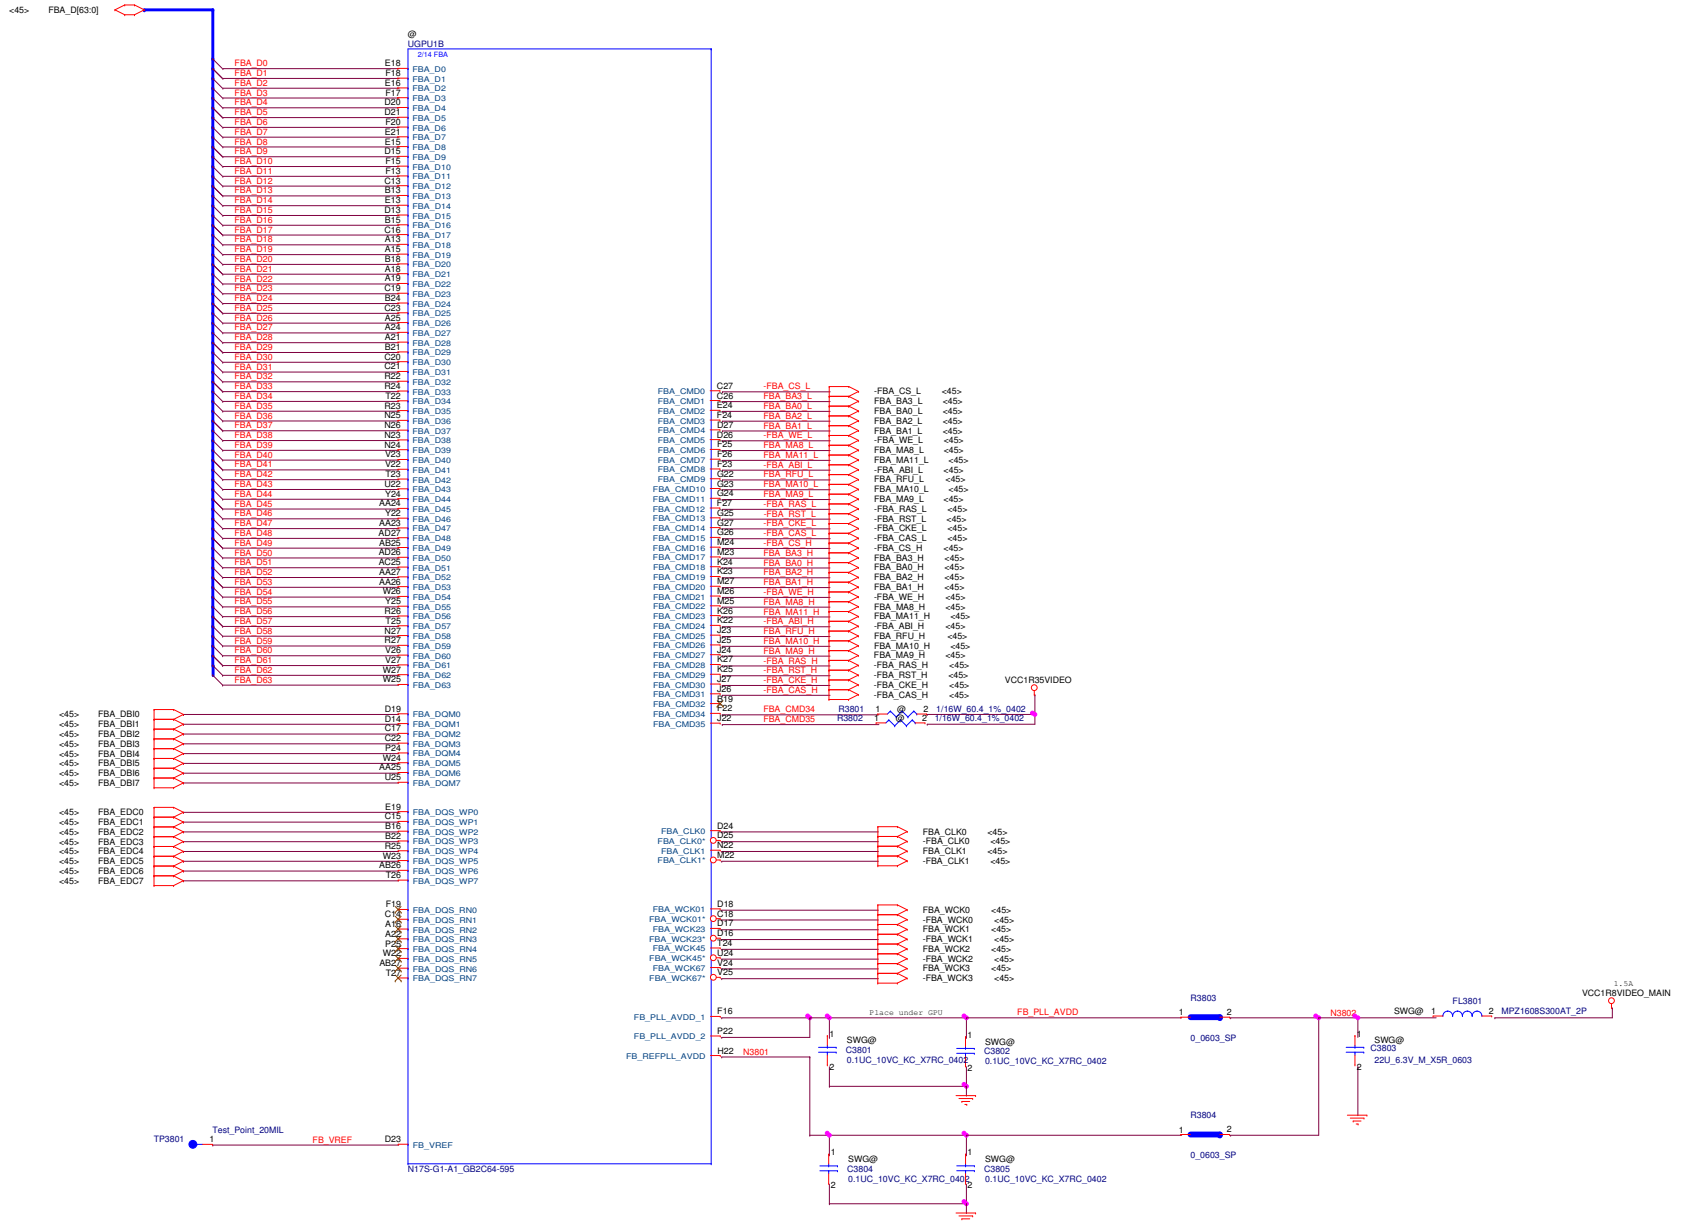 <45> FBA_D[63:0]
@
UGPU1B
2/14 FBA
FBA_D0 E18 FBA_D0
FBA_D1 F18 FBA_D1
FBA_D2 E16 FBA_D2
FBA_D3 F17 FBA_D3
FBA_D4 D20 FBA_D4
FBA_D5 D21 FBA_D5
FBA_D6 F20 FBA_D6
FBA_D7 E21 FBA_D7
FBA_D8 E15 FBA_D8
FBA_D9 D15 FBA_D9
FBA_D10 F15 FBA_D10
FBA_D11 F13 FBA_D11
FBA_D12 C13 FBA_D12
FBA_D13 B13 FBA_D13
FBA_D14 E13 FBA_D14
FBA_D15 D13 FBA_D15
FBA_D16 B15 FBA_D16
FBA_D17 C16 FBA_D17
FBA_D18 A13 FBA_D18
FBA_D19 A15 FBA_D19
FBA_D20 B18 FBA_D20
FBA_D21 A18 FBA_D21
FBA_D22 A19 FBA_D22
FBA_D23 C19 FBA_D23
FBA_D24 B24 FBA_D24
FBA_D25 C23 FBA_D25
FBA_D26 A25 FBA_D26
FBA_D27 A24 FBA_D27
FBA_D28 A21 FBA_D28
FBA_D29 B21 FBA_D29
FBA_D30 C20 FBA_D30
FBA_D31 C21 FBA_D31
FBA_D32 R22 FBA_D32
FBA_D33 R24 FBA_D33
FBA_D34 T22 FBA_D34
FBA_D35 R23 FBA_D35
FBA_D36 N25 FBA_D36
FBA_D37 N26 FBA_D37
FBA_D38 N23 FBA_D38
FBA_D39 N24 FBA_D39
FBA_D40 V23 FBA_D40
FBA_D41 V22 FBA_D41
FBA_D42 T23 FBA_D42
FBA_D43 U22 FBA_D43
FBA_D44 Y24 FBA_D44
FBA_D45 AA24 FBA_D45
FBA_D46 Y22 FBA_D46
FBA_D47 AA23 FBA_D47
FBA_D48 AD27 FBA_D48
FBA_D49 AB25 FBA_D49
FBA_D50 AD26 FBA_D50
FBA_D51 AC25 FBA_D51
FBA_D52 AA27 FBA_D52
FBA_D53 AA26 FBA_D53
FBA_D54 W26 FBA_D54
FBA_D55 Y25 FBA_D55
FBA_D56 R26 FBA_D56
FBA_D57 T25 FBA_D57
FBA_D58 N27 FBA_D58
FBA_D59 R27 FBA_D59
FBA_D60 V26 FBA_D60
FBA_D61 V27 FBA_D61
FBA_D62 W27 FBA_D62
FBA_D63 W25 FBA_D63
<45> FBA_DBI0 D19 FBA_DQM0
<45> FBA_DBI1 D14 FBA_DQM1
<45> FBA_DBI2 C17 FBA_DQM2
<45> FBA_DBI3 C22 FBA_DQM3
<45> FBA_DBI4 P24 FBA_DQM4
<45> FBA_DBI5 W24 FBA_DQM5
<45> FBA_DBI6 AA25 FBA_DQM6
<45> FBA_DBI7 U25 FBA_DQM7
<45> FBA_EDC0 E19 FBA_DQS_WP0
<45> FBA_EDC1 C15 FBA_DQS_WP1
<45> FBA_EDC2 B16 FBA_DQS_WP2
<45> FBA_EDC3 B22 FBA_DQS_WP3
<45> FBA_EDC4 R25 FBA_DQS_WP4
<45> FBA_EDC5 W23 FBA_DQS_WP5
<45> FBA_EDC6 AB26 FBA_DQS_WP6
<45> FBA_EDC7 T26 FBA_DQS_WP7
F19 FBA_DQS_RN0
C14 FBA_DQS_RN1
A16 FBA_DQS_RN2
A22 FBA_DQS_RN3
P25 FBA_DQS_RN4
W22 FBA_DQS_RN5
AB27 FBA_DQS_RN6
T27 FBA_DQS_RN7
TP3801 1 Test_Point_20MIL FB_VREF D23 FB_VREF
N17S-G1-A1_GB2C64-595
FBA_CMD0 C27 -FBA_CS_L -FBA_CS_L <45>
FBA_CMD1 C26 FBA_BA3_L FBA_BA3_L <45>
FBA_CMD2 E24 FBA_BA0_L FBA_BA0_L <45>
FBA_CMD3 F24 FBA_BA2_L FBA_BA2_L <45>
FBA_CMD4 D27 FBA_BA1_L FBA_BA1_L <45>
FBA_CMD5 D26 -FBA_WE_L -FBA_WE_L <45>
FBA_CMD6 F25 FBA_MA8_L FBA_MA8_L <45>
FBA_CMD7 F26 FBA_MA11_L FBA_MA11_L <45>
FBA_CMD8 F23 -FBA_ABI_L -FBA_ABI_L <45>
FBA_CMD9 G22 FBA_RFU_L FBA_RFU_L <45>
FBA_CMD10 G23 FBA_MA10_L FBA_MA10_L <45>
FBA_CMD11 G24 FBA_MA9_L FBA_MA9_L <45>
FBA_CMD12 F27 -FBA_RAS_L -FBA_RAS_L <45>
FBA_CMD13 G25 -FBA_RST_L -FBA_RST_L <45>
FBA_CMD14 G27 -FBA_CKE_L -FBA_CKE_L <45>
FBA_CMD15 G26 -FBA_CAS_L -FBA_CAS_L <45>
FBA_CMD16 M24 -FBA_CS_H -FBA_CS_H <45>
FBA_CMD17 M23 FBA_BA3_H FBA_BA3_H <45>
FBA_CMD18 K24 FBA_BA0_H FBA_BA0_H <45>
FBA_CMD19 K23 FBA_BA2_H FBA_BA2_H <45>
FBA_CMD20 M27 FBA_BA1_H FBA_BA1_H <45>
FBA_CMD21 M26 -FBA_WE_H -FBA_WE_H <45>
FBA_CMD22 M25 FBA_MA8_H FBA_MA8_H <45>
FBA_CMD23 K26 FBA_MA11_H FBA_MA11_H <45>
FBA_CMD24 K22 -FBA_ABI_H -FBA_ABI_H <45>
FBA_CMD25 J23 FBA_RFU_H FBA_RFU_H <45>
FBA_CMD26 J25 FBA_MA10_H FBA_MA10_H <45>
FBA_CMD27 J24 FBA_MA9_H FBA_MA9_H <45>
FBA_CMD28 K27 -FBA_RAS_H -FBA_RAS_H <45>
FBA_CMD29 K25 -FBA_RST_H -FBA_RST_H <45>
FBA_CMD30 J27 -FBA_CKE_H -FBA_CKE_H <45>
FBA_CMD31 J26 -FBA_CAS_H -FBA_CAS_H <45>
FBA_CMD32 B19
VCC1R35VIDEO
FBA_CMD34 F22 FBA_CMD34 R3801 1 @ 2 1/16W_60.4_1%_0402
FBA_CMD35 J22 FBA_CMD35 R3802 1 @ 2 1/16W_60.4_1%_0402
FBA_CLK0 D24 FBA_CLK0 <45>
FBA_CLK0* D25 -FBA_CLK0 <45>
FBA_CLK1 N22 FBA_CLK1 <45>
FBA_CLK1* M22 -FBA_CLK1 <45>
FBA_WCK01 D18 FBA_WCK0 <45>
FBA_WCK01* C18 -FBA_WCK0 <45>
FBA_WCK23 D17 FBA_WCK1 <45>
FBA_WCK23* D16 -FBA_WCK1 <45>
FBA_WCK45 T24 FBA_WCK2 <45>
FBA_WCK45* U24 -FBA_WCK2 <45>
FBA_WCK67 V24 FBA_WCK3 <45>
FBA_WCK67* V25 -FBA_WCK3 <45>
FB_PLL_AVDD_1 F16 Place under GPU FB_PLL_AVDD
FB_PLL_AVDD_2 P22
FB_REFPLL_AVDD H22 N3801
R3803
1 2
0_0603_SP
N3802
SWG@ 1 FL3801 2 MPZ1608S300AT_2P
1.5A
VCC1R8VIDEO_MAIN
1 SWG@
C3801
0.1UC_10VC_KC_X7RC_0402
2
1 SWG@
C3802
0.1UC_10VC_KC_X7RC_0402
2
1 SWG@
C3803
22U_6.3V_M_X5R_0603
2
R3804
1 2
0_0603_SP
1 SWG@
C3804
0.1UC_10VC_KC_X7RC_0402
2
1 SWG@
C3805
0.1UC_10VC_KC_X7RC_0402
2